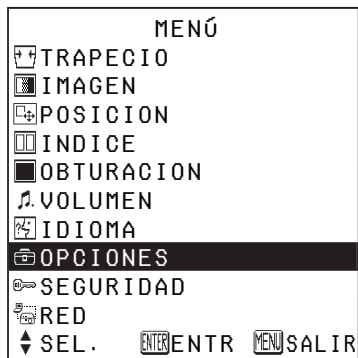 MENÚ
TRAPECIO
IMAGEN
POSICION
INDICE
OBTURACION
VOLUMEN
IDIOMA
OPCIONES
SEGURIDAD
RED
SEL. ENTER ENTR MENU SALIR